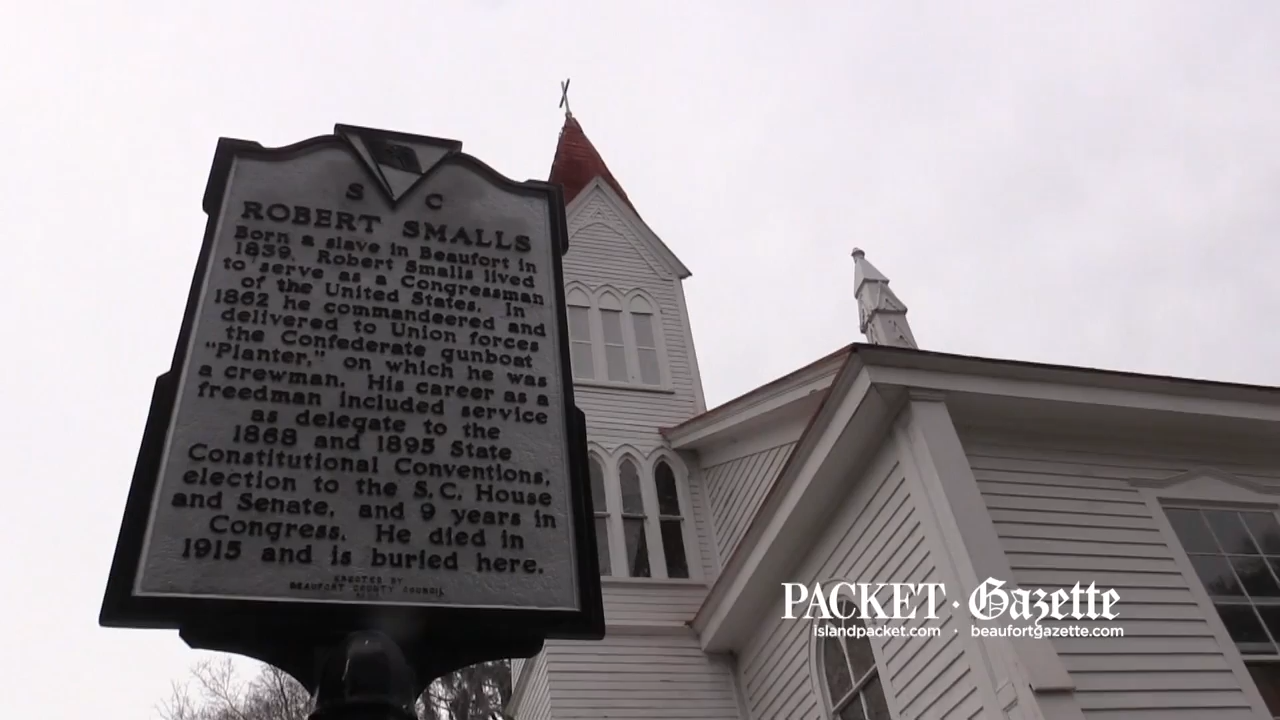 S C
ROBERT SMALLS
Born a slave in Beaufort in
1839, Robert Smalls lived
to serve as a Congressman
of the United States. In
1862 he commandeered and
delivered to Union forces
the Confederate gunboat
"Planter," on which he was
a crewman. His career as a
freedman included service
as delegate to the
1868 and 1895 State
Constitutional Conventions,
election to the S.C. House
and Senate, and 9 years in
Congress. He died in
1915 and is buried here.
ERECTED BY
BEAUFORT COUNTY COUNCIL
PACKET · Gazette
islandpacket.com · beaufortgazette.com